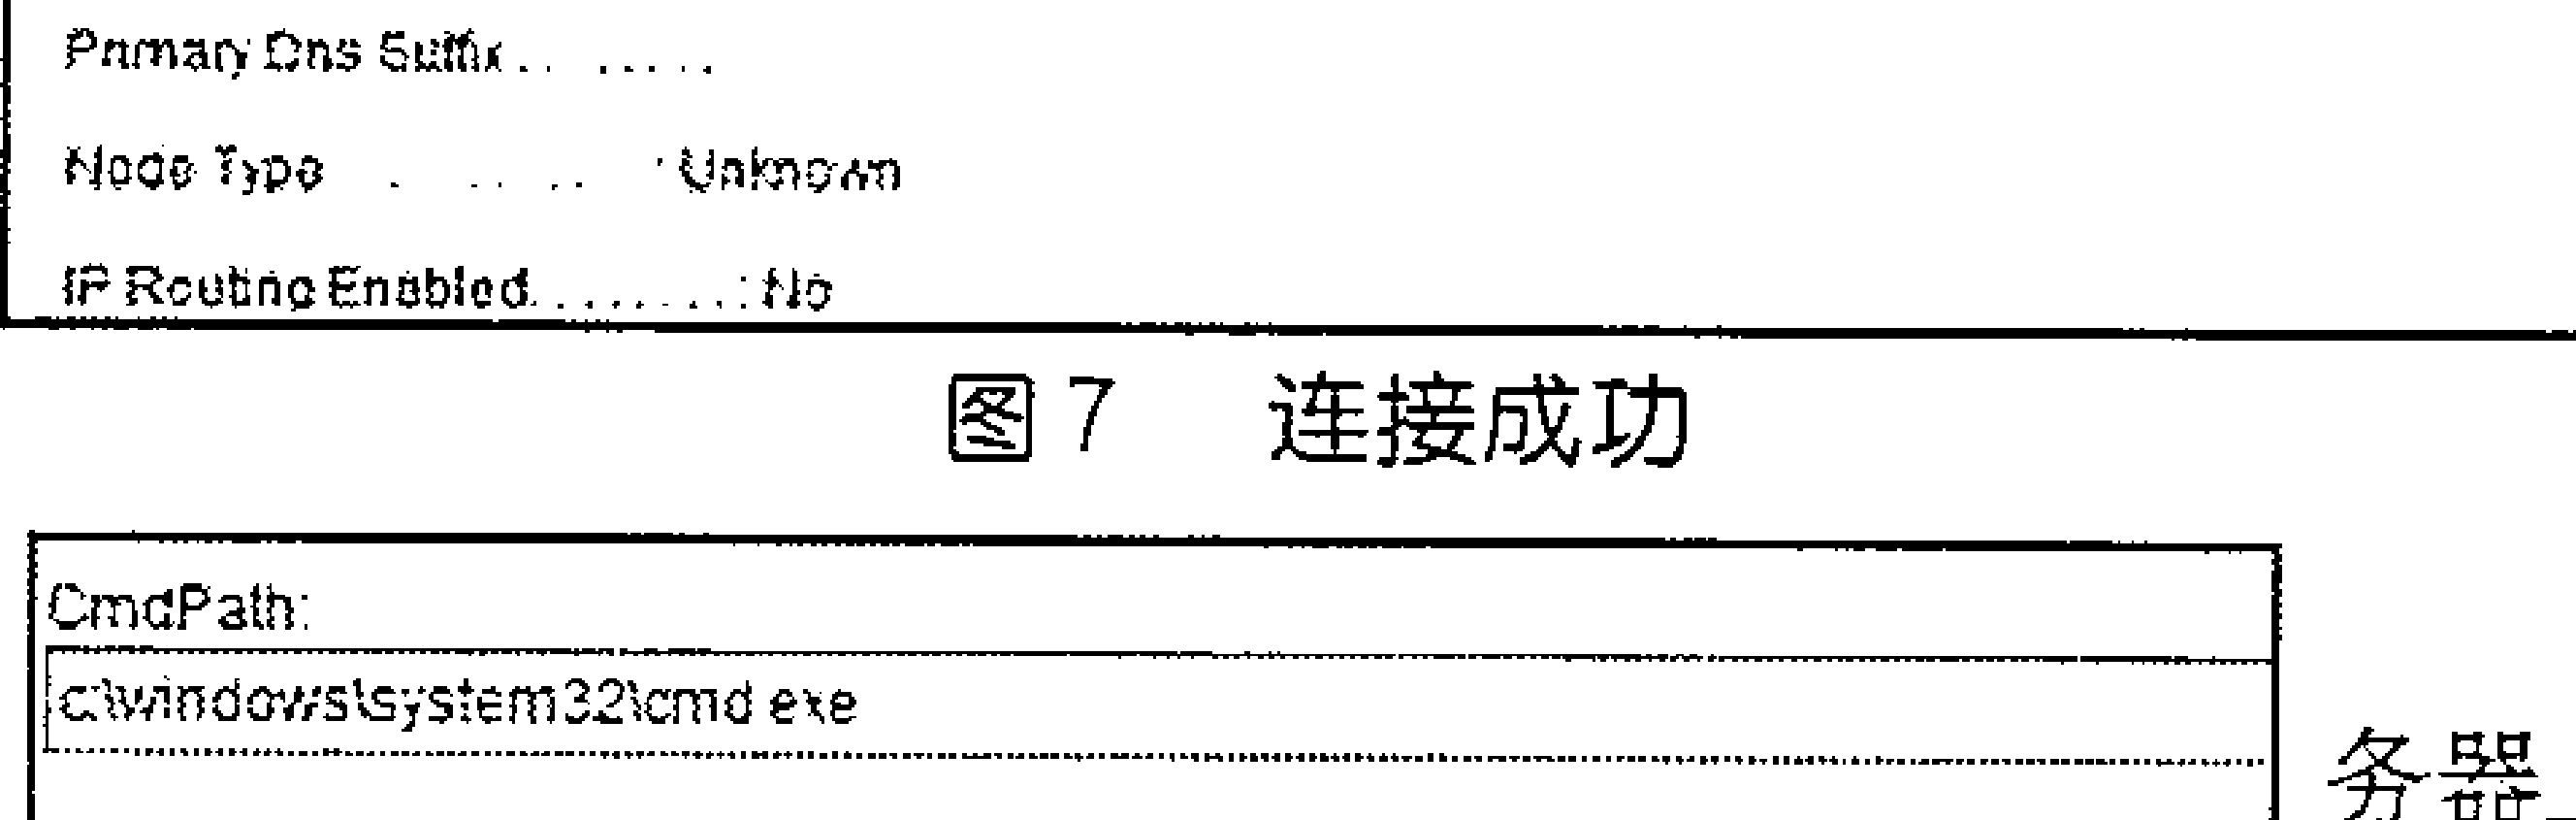 Primary Dns Suffix . . . . . . .
Node Type . . . . . : Unknown
IP Routing Enabled. . . . . . . . : No
图 7 连接成功
CmdPath:
c:\windows\system32\cmd exe
务器